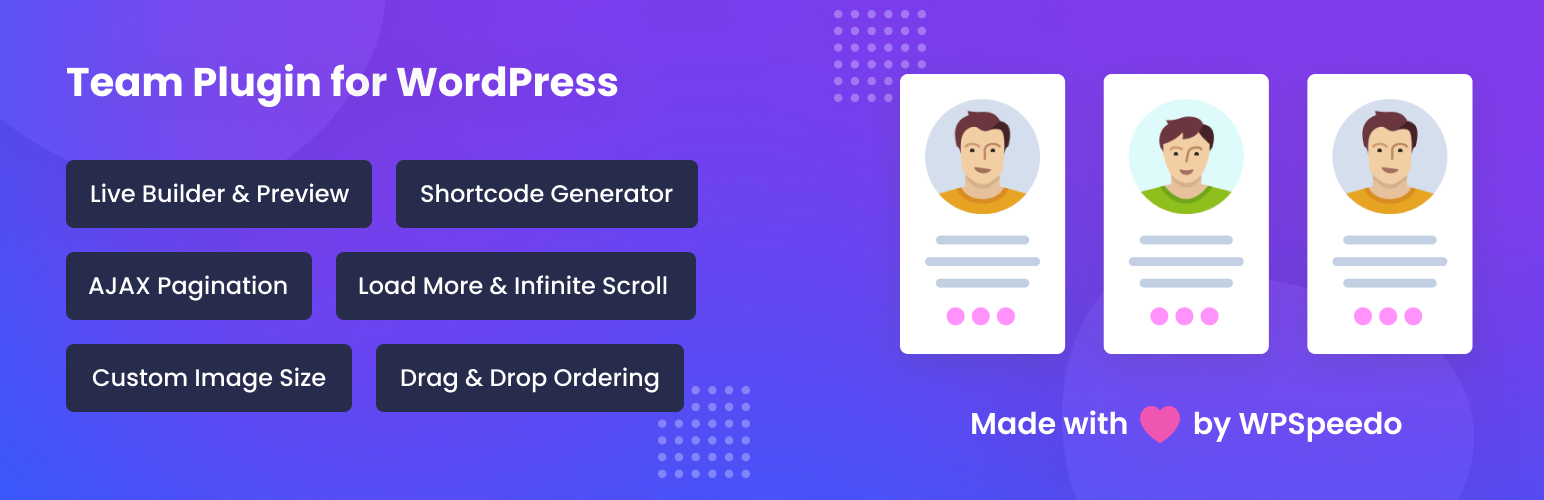 Team Plugin for WordPress
Live Builder & Preview
Shortcode Generator
AJAX Pagination
Load More & Infinite Scroll
Custom Image Size
Drag & Drop Ordering
Made with by WPSpeedo